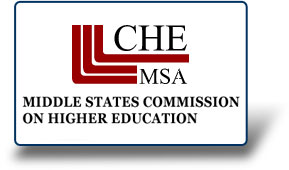 CHE
MSA
MIDDLE STATES COMMISSION
ON HIGHER EDUCATION